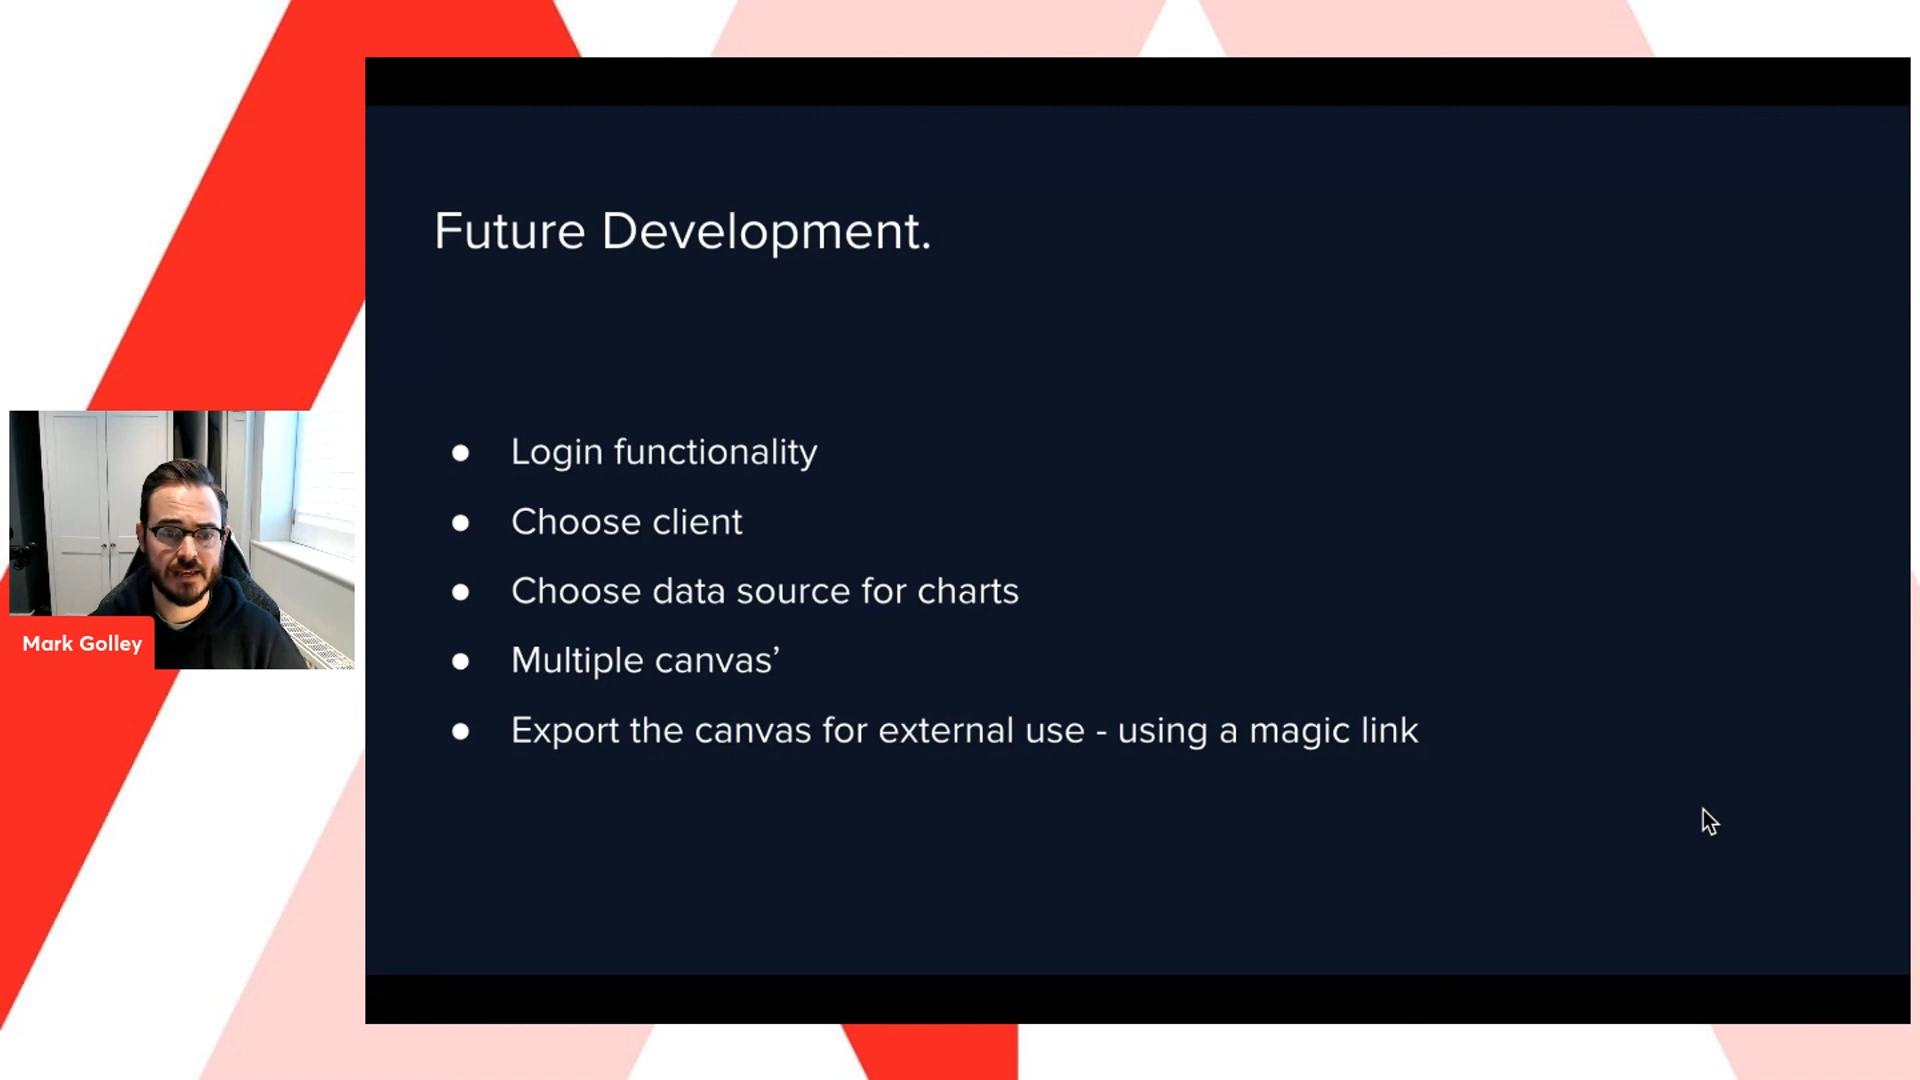 Future Development.
Login functionality
Choose client
Choose data source for charts
Multiple canvas’
Export the canvas for external use - using a magic link
Mark Golley